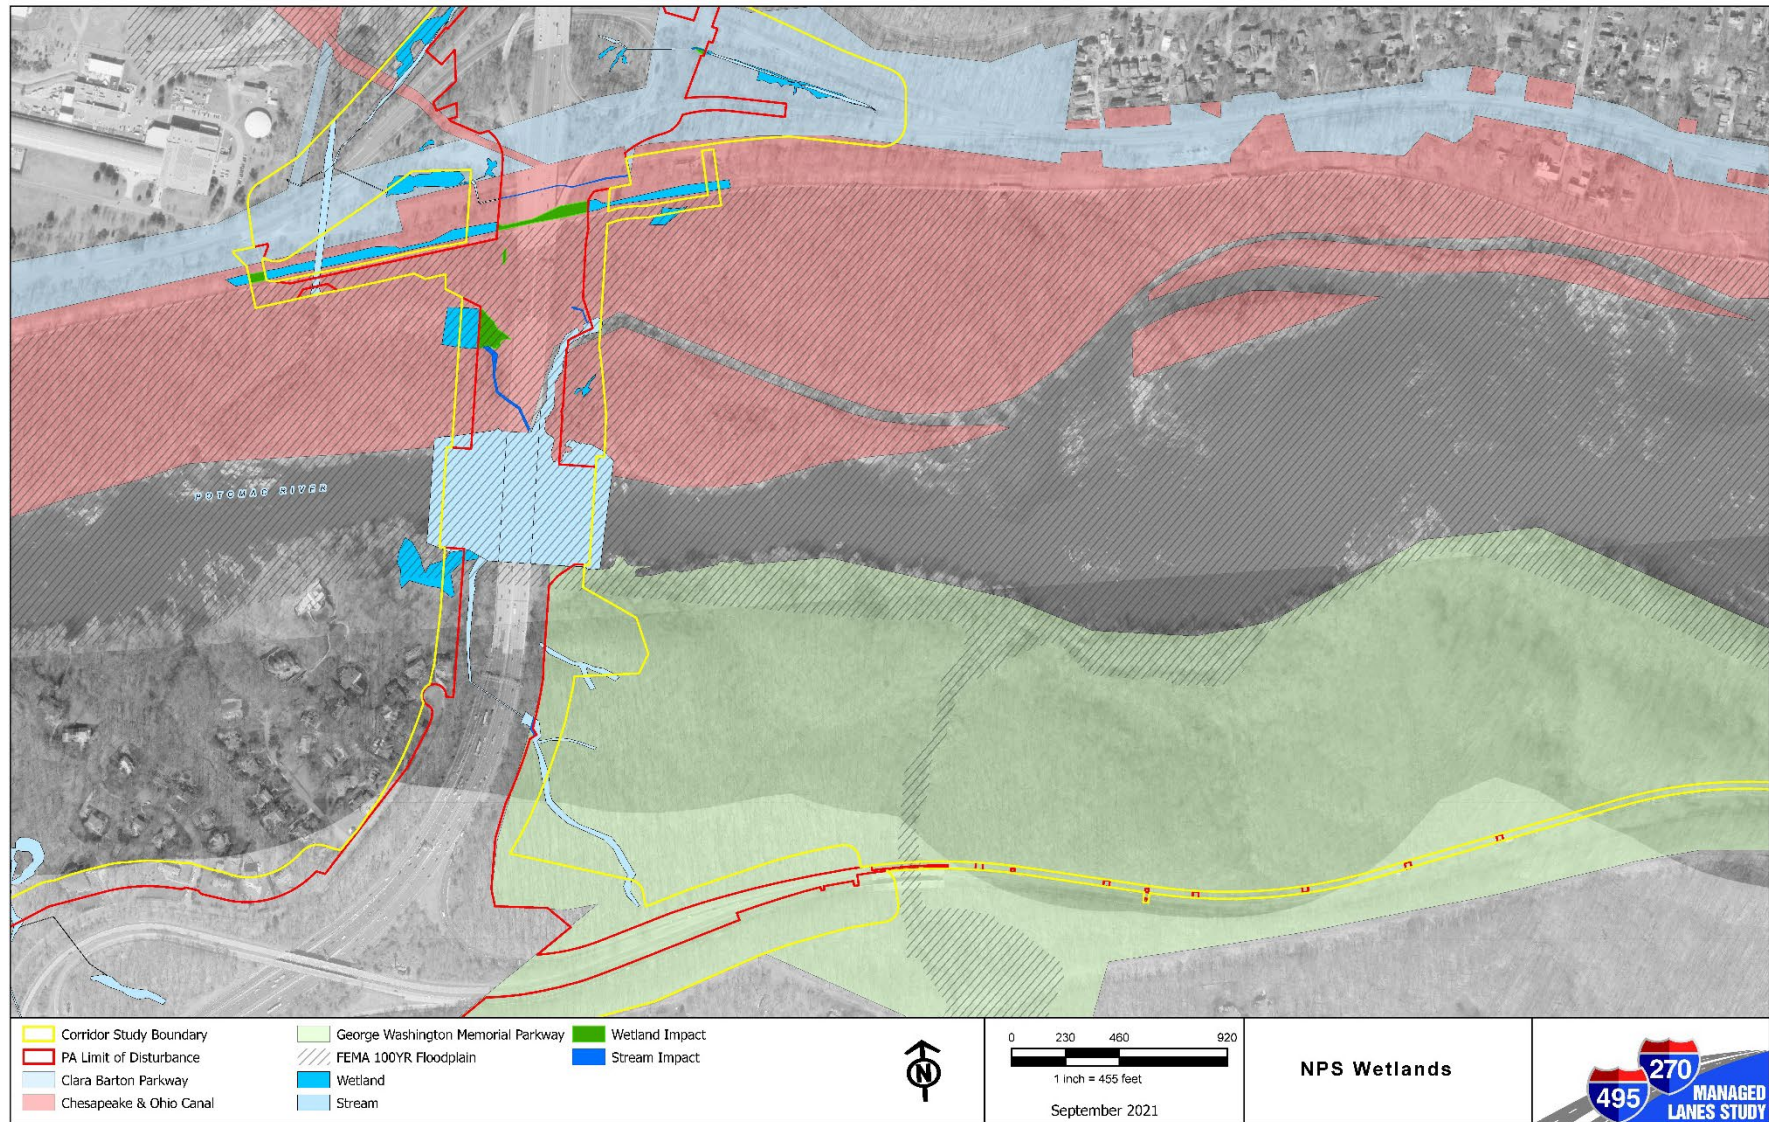 POTOMAC RIVER
Corridor Study Boundary
PA Limit of Disturbance
Clara Barton Parkway
Chesapeake & Ohio Canal
George Washington Memorial Parkway
FEMA 100YR Floodplain
Wetland
Stream
Wetland Impact
Stream Impact
N
0 230 460 920
1 inch = 455 feet
September 2021
NPS Wetlands
495 270
MANAGED
LANES STUDY